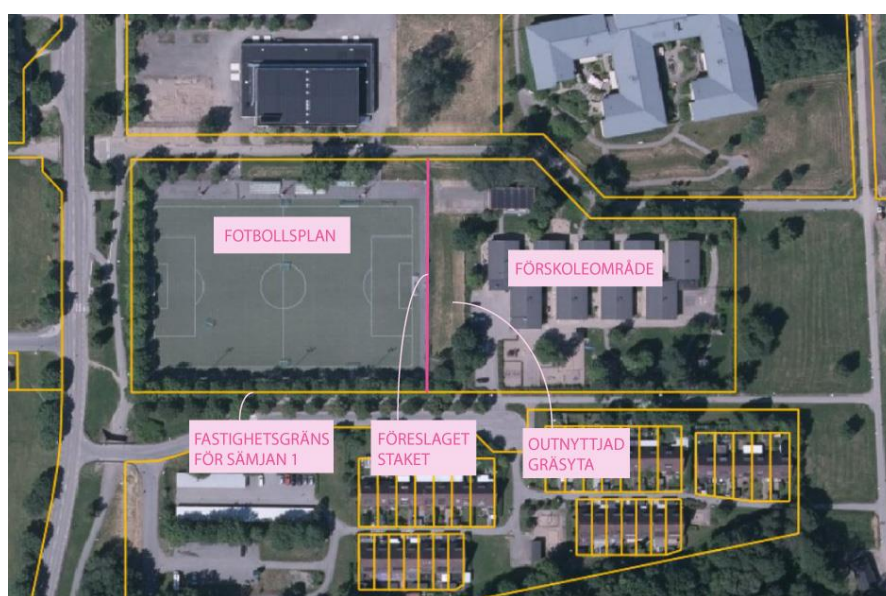 FOTBOLLSPLAN
FÖRSKOLEOMRÅDE
FASTIGHETSGRÄNS
FÖR SÄMJAN 1
FÖRESLAGET
STAKET
OUTNYTTJAD
GRÄSYTA